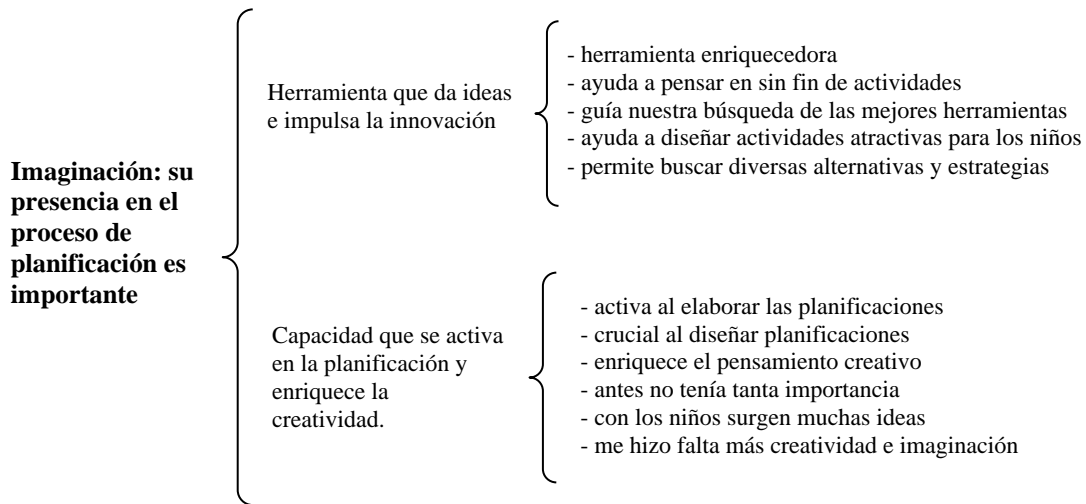 Imaginación: su
presencia en el
proceso de
planificación es
importante
Herramienta que da ideas
e impulsa la innovación
- herramienta enriquecedora
- ayuda a pensar en sin fin de actividades
- guía nuestra búsqueda de las mejores herramientas
- ayuda a diseñar actividades atractivas para los niños
- permite buscar diversas alternativas y estrategias
Capacidad que se activa
en la planificación y
enriquece la
creatividad.
- activa al elaborar las planificaciones
- crucial al diseñar planificaciones
- enriquece el pensamiento creativo
- antes no tenía tanta importancia
- con los niños surgen muchas ideas
- me hizo falta más creatividad e imaginación